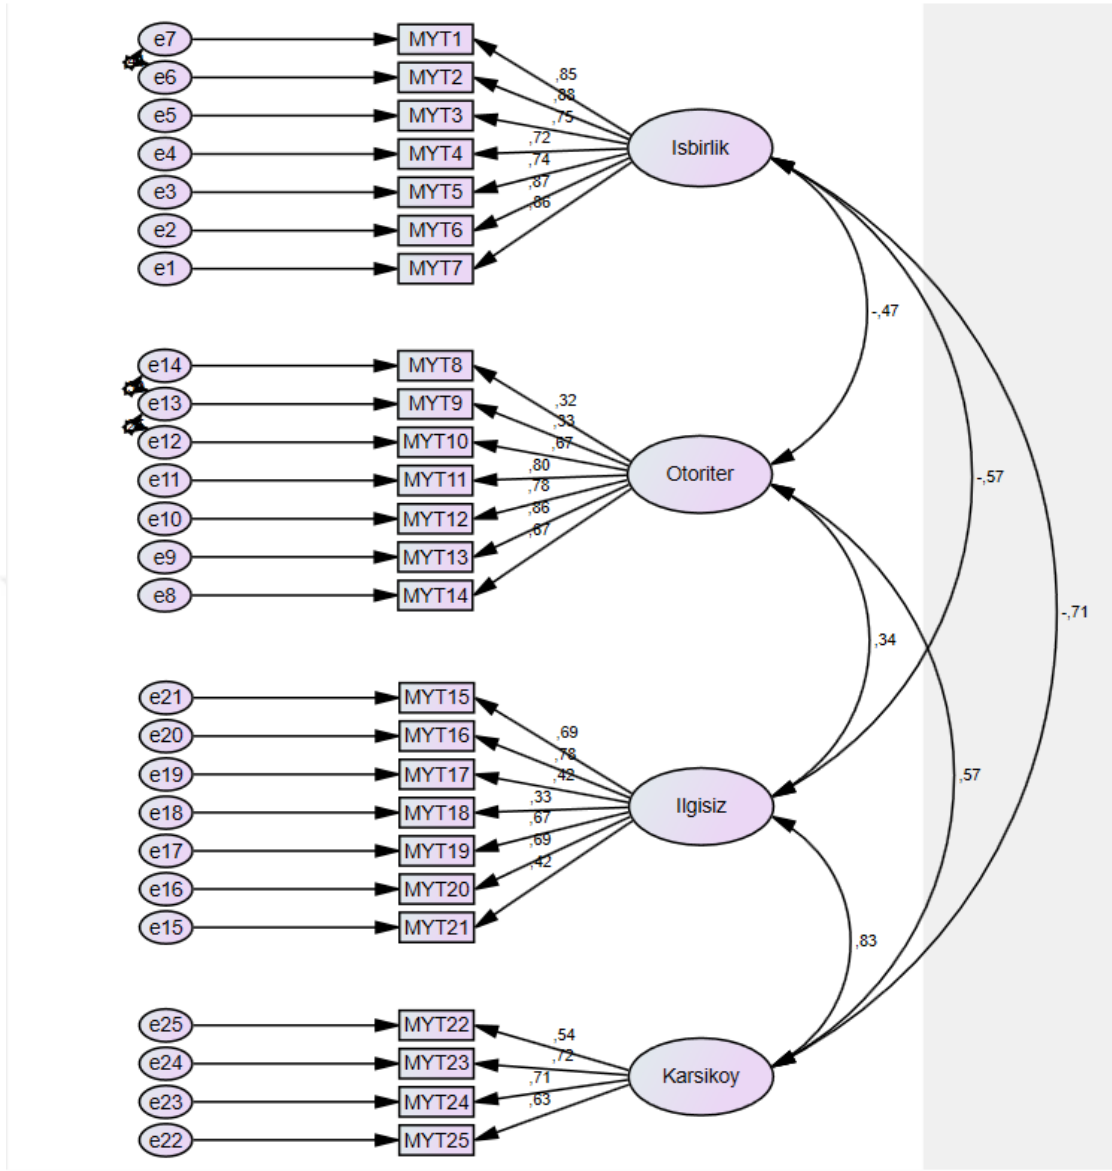 e7 MYT1
e6 MYT2
e5 MYT3
e4 MYT4
e3 MYT5
e2 MYT6
e1 MYT7
,85
,88
,75
,72
,74
,87
,86
Isbirlik
-,47
e14 MYT8
e13 MYT9
e12 MYT10
e11 MYT11
e10 MYT12
e9 MYT13
e8 MYT14
,32
,33
,67
,80
,78
,86
,67
Otoriter
-,57
-,71
,34
e21 MYT15
e20 MYT16
e19 MYT17
e18 MYT18
e17 MYT19
e16 MYT20
e15 MYT21
,69
,78
,42
,33
,67
,69
,42
Ilgisiz
,57
,83
e25 MYT22
e24 MYT23
e23 MYT24
e22 MYT25
,54
,72
,71
,63
Karsikoy